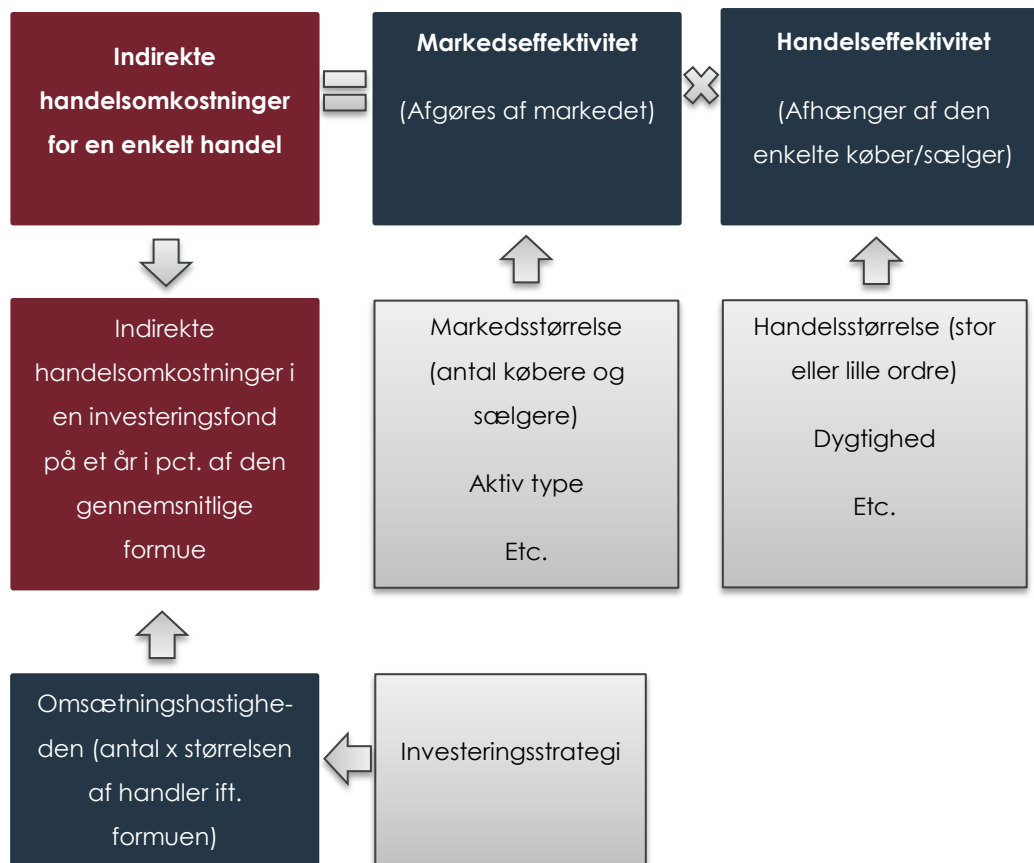 Indirekte
handelsomkostninger
for en enkelt handel
Markedseffektivitet
(Afgøres af markedet)
Handelseffektivitet
(Afhænger af den
enkelte køber/sælger)
Indirekte
handelsomkostninger i
en investeringsfond
på et år i pct. af den
gennemsnitlige
formue
Markedsstørrelse
(antal købere og
sælgere)
Aktiv type
Etc.
Handelsstørrelse (stor
eller lille ordre)
Dygtighed
Etc.
Omsætningshastighe-
den (antal x størrelsen
af handler ift.
formuen)
Investeringsstrategi